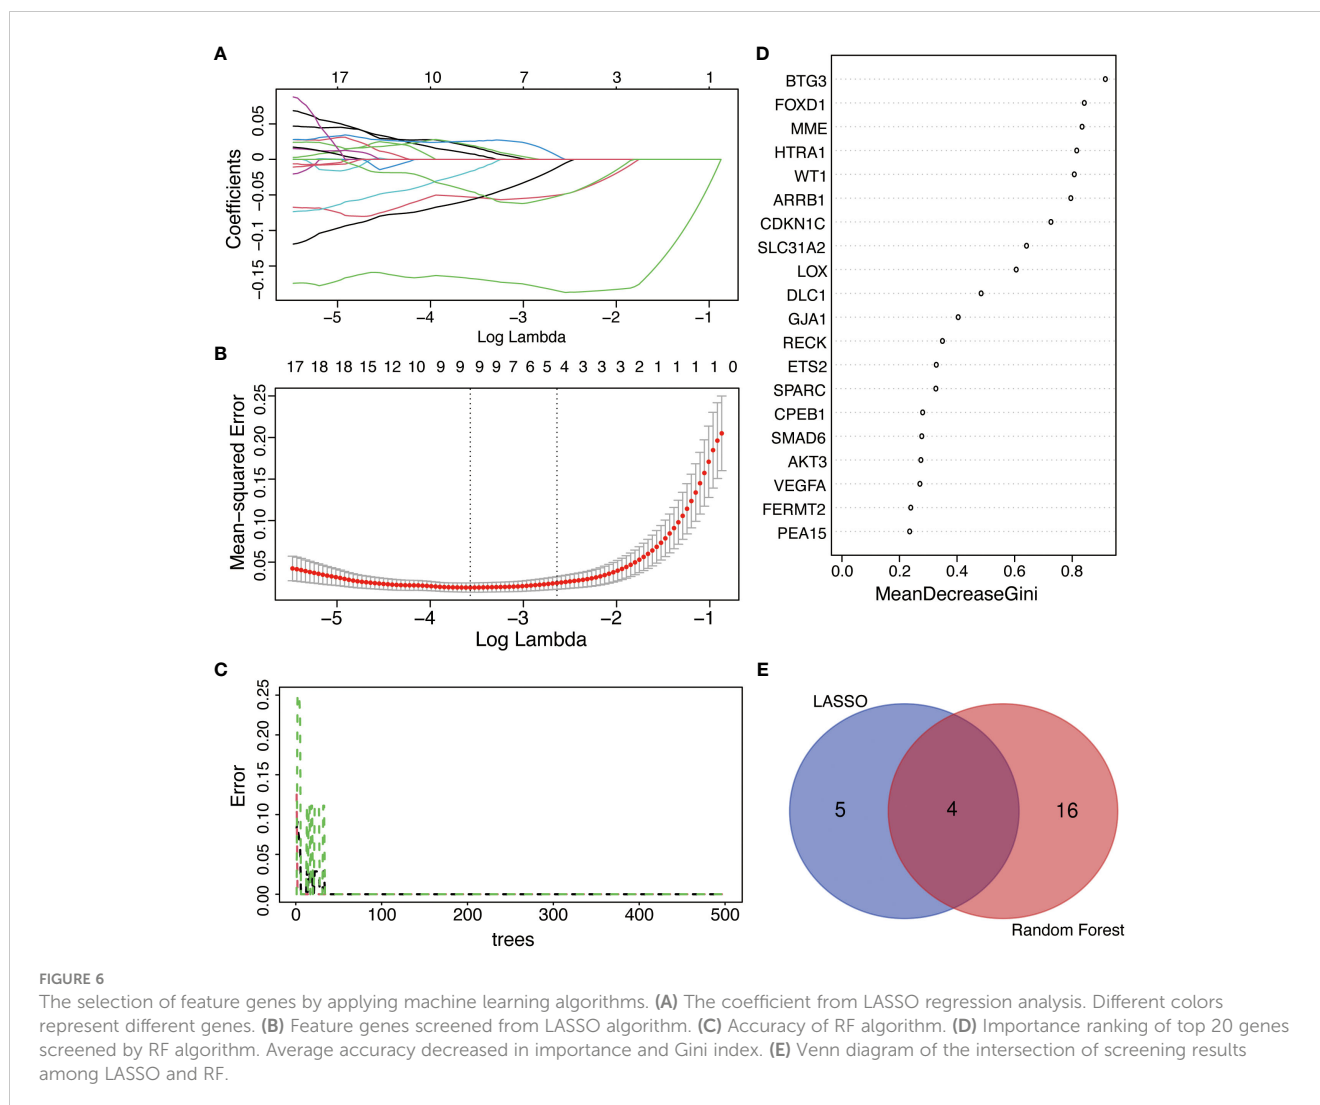 A
17 10 7 3 1
0.05
0
−0.05
−0.1
−0.15
Coefficients
−5 −4 −3 −2 −1
Log Lambda
B
17 18 18 15 12 10 9 9 9 9 7 6 5 4 3 3 3 2 1 1 1 1 0
0.25
0.20
0.15
0.10
0.05
Mean−squared Error
−5 −4 −3 −2 −1
Log Lambda
C
0.25
0.20
0.15
0.10
0.05
0.00
Error
0 100 200 300 400 500
trees
D
BTG3
FOXD1
MME
HTRA1
WT1
ARRB1
CDKN1C
SLC31A2
LOX
DLC1
GJA1
RECK
ETS2
SPARC
CPEB1
SMAD6
AKT3
VEGFA
FERMT2
PEA15
0.0 0.2 0.4 0.6 0.8
MeanDecreaseGini
E
LASSO
5 4 16
Random Forest
FIGURE 6
The selection of feature genes by applying machine learning algorithms. (A) The coefficient from LASSO regression analysis. Different colors
represent different genes. (B) Feature genes screened from LASSO algorithm. (C) Accuracy of RF algorithm. (D) Importance ranking of top 20 genes
screened by RF algorithm. Average accuracy decreased in importance and Gini index. (E) Venn diagram of the intersection of screening results
among LASSO and RF.